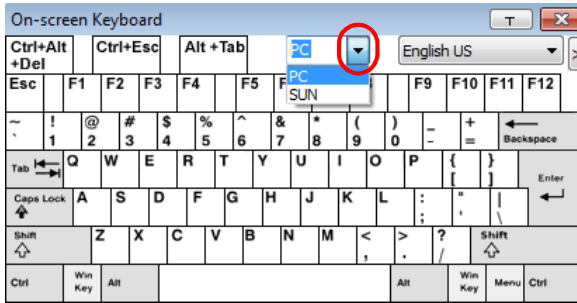 On-screen Keyboard T X
Ctrl+Alt +Del Ctrl+Esc Alt +Tab PC English US >
PC
SUN
Esc F1 F2 F3 F4 F5 F9 F10 F11 F12
~ ! @ # $ % ^ & * ( ) _ +
` 1 2 3 4 5 6 7 8 9 0 - = Backspace
Tab Q W E R T Y U I O P { }
[ ] Enter
Caps Lock A S D F G H J K L : " |
; ' \
Shift Z X C V B N M < > ? Shift
, . /
Ctrl Win Key Alt Alt Win Key Menu Ctrl